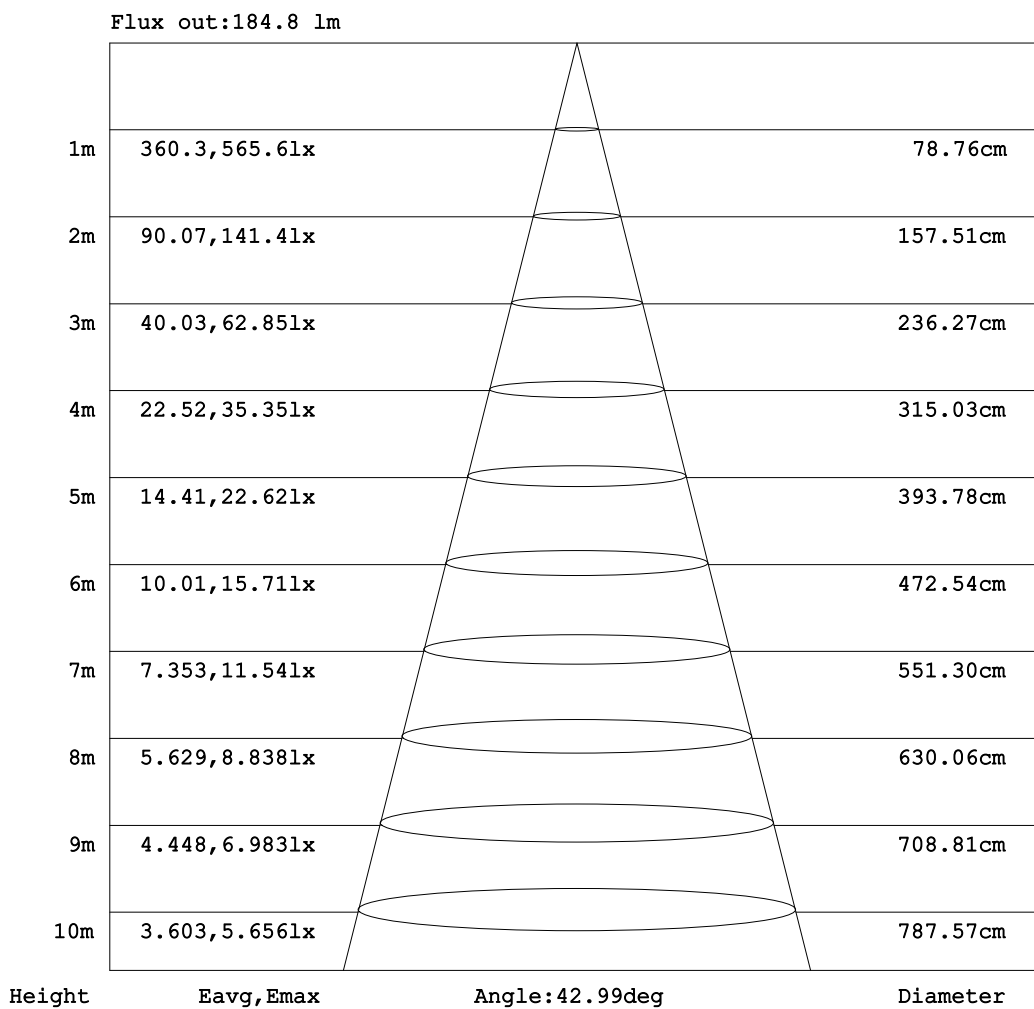 Flux out:184.8 lm
1m 360.3,565.6lx 78.76cm
2m 90.07,141.4lx 157.51cm
3m 40.03,62.85lx 236.27cm
4m 22.52,35.35lx 315.03cm
5m 14.41,22.62lx 393.78cm
6m 10.01,15.71lx 472.54cm
7m 7.353,11.54lx 551.30cm
8m 5.629,8.838lx 630.06cm
9m 4.448,6.983lx 708.81cm
10m 3.603,5.656lx 787.57cm
Height Eavg,Emax Angle:42.99deg Diameter